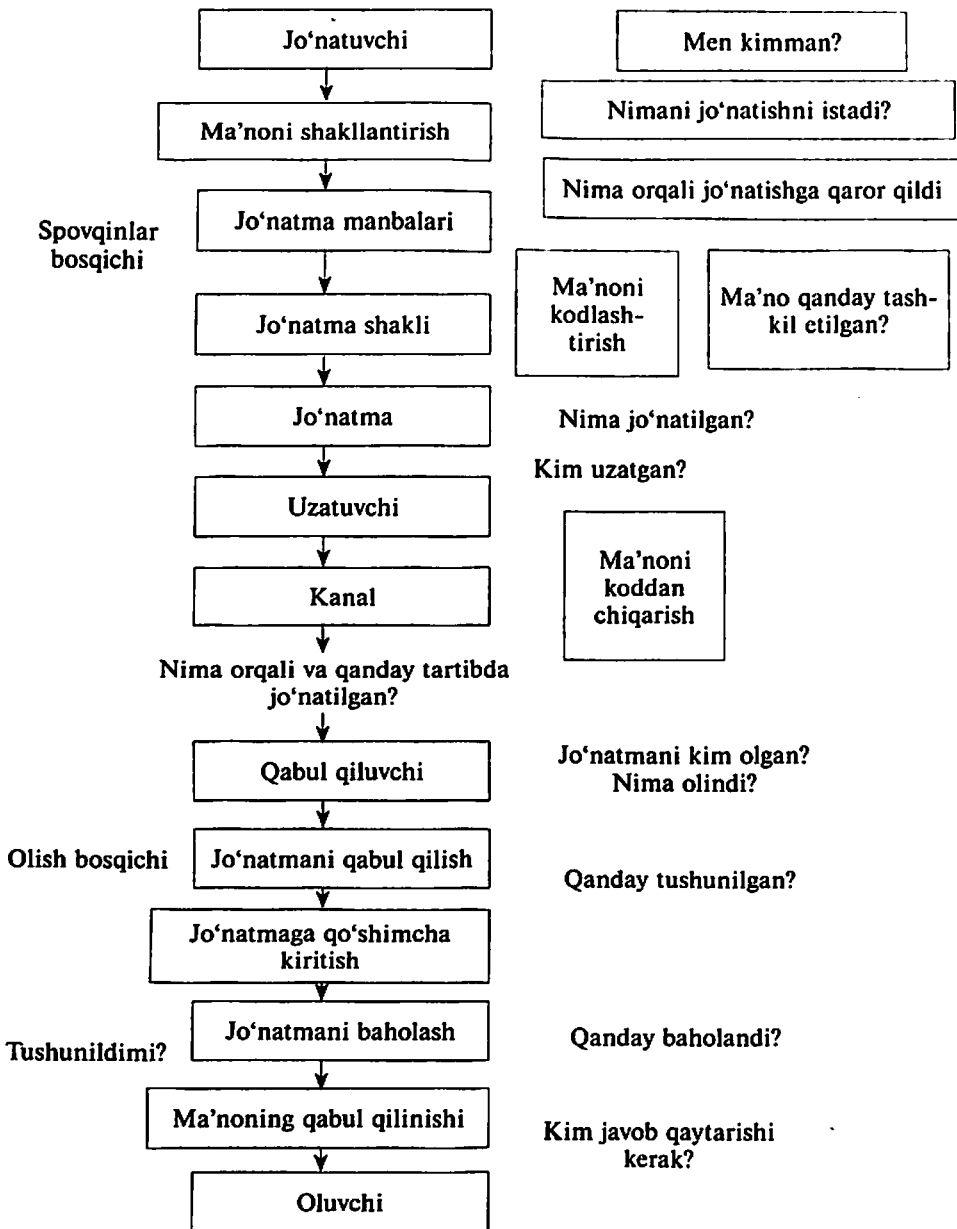 Jo‘natuvchi
Men kimman?
Ma’noni shakllantirish
Nimani jo‘natishni istadi?
Nima orqali jo‘natishga qaror qildi
Jo‘natma manbalari
Spovqinlar
bosqichi
Jo‘natma shakli
Ma’noni
kodlash-
tirish
Ma’no qanday tash-
kil etilgan?
Jo‘natma
Nima jo‘natilgan?
Kim uzatgan?
Uzatuvchi
Kanal
Ma’noni
koddan
chiqarish
Nima orqali va qanday tartibda
jo‘natilgan?
Qabul qiluvchi
Jo‘natmani kim olgan?
Nima olindi?
Olish bosqichi
Jo‘natmani qabul qilish
Qanday tushunilgan?
Jo‘natmaga qo‘shimcha
kiritish
Jo‘natmani baholash
Qanday baholandi?
Tushunildimi?
Ma’noning qabul qilinishi
Kim javob qaytarishi
kerak?
Oluvchi